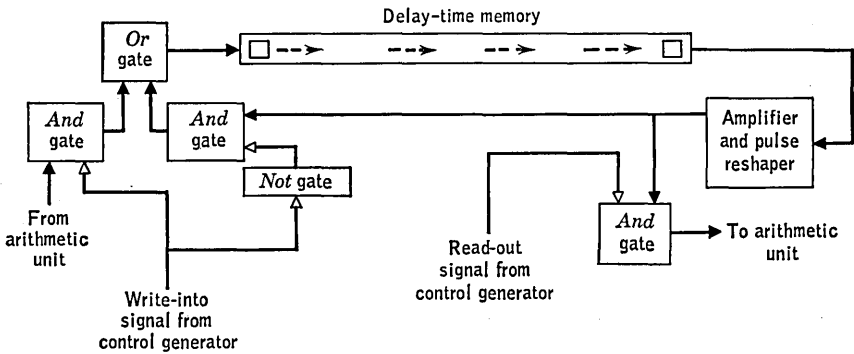 Delay-time memory
Or
gate
And
gate
And
gate
Amplifier
and pulse
reshaper
Not gate
From
arithmetic
unit
And
gate
To arithmetic
unit
Read-out
signal from
control generator
Write-into
signal from
control generator